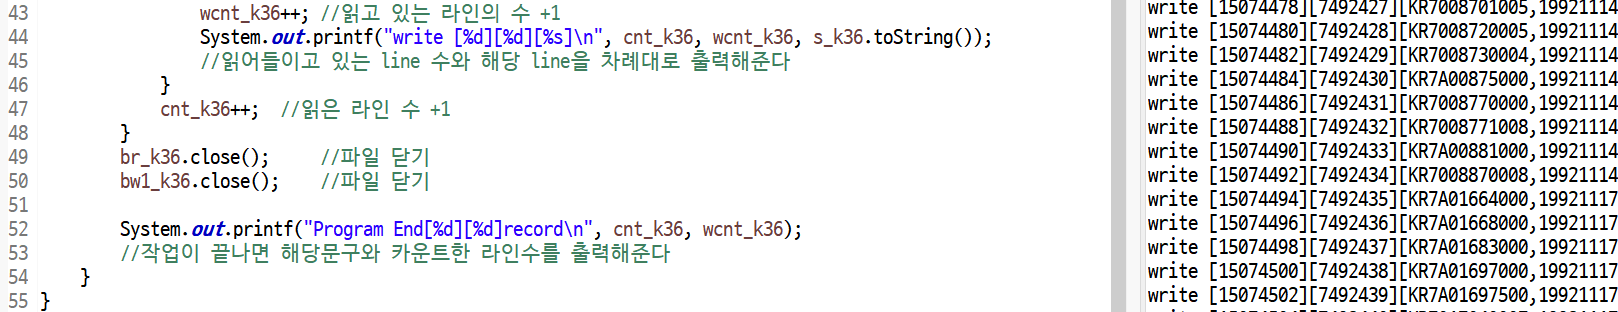 43 wcnt_k36++; //읽고 있는 라인의 수 +1
44 System.out.printf("write [%d][%d][%s]\n", cnt_k36, wcnt_k36, s_k36.toString());
45 //읽어들이고 있는 line 수와 해당 line을 차례대로 출력해준다
46 }
47 cnt_k36++; //읽은 라인 수 +1
48 }
49 br_k36.close(); //파일 닫기
50 bw1_k36.close(); //파일 닫기
51
52 System.out.printf("Program End[%d][%d]record\n", cnt_k36, wcnt_k36);
53 //작업이 끝나면 해당문구와 카운트한 라인수를 출력해준다
54 }
55 }
write [15074478][7492427][KR7008701005,19921114
write [15074480][7492428][KR7008720005,19921114
write [15074482][7492429][KR7008730004,19921114
write [15074484][7492430][KR7A00875000,19921114
write [15074486][7492431][KR7008770000,19921114
write [15074488][7492432][KR7008771008,19921114
write [15074490][7492433][KR7A00881000,19921114
write [15074492][7492434][KR7008870008,19921114
write [15074494][7492435][KR7A01664000,19921117
write [15074496][7492436][KR7A01668000,19921117
write [15074498][7492437][KR7A01683000,19921117
write [15074500][7492438][KR7A01697000,19921117
write [15074502][7492439][KR7A01697500,19921117